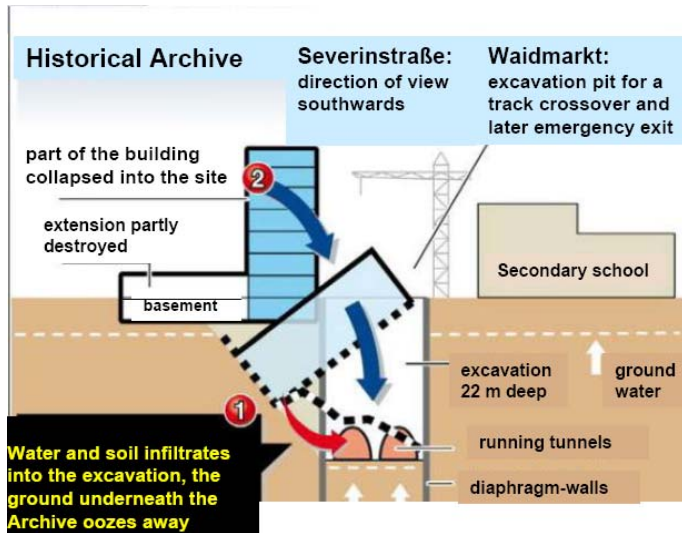 Historical Archive
Severinstraße:
direction of view
southwards
Waidmarkt:
excavation pit for a
track crossover and
later emergency exit
part of the building
collapsed into the site
2
extension partly
destroyed
basement
Secondary school
excavation
22 m deep
ground
water
1
running tunnels
Water and soil infiltrates
into the excavation, the
ground underneath the
Archive oozes away
diaphragm-walls